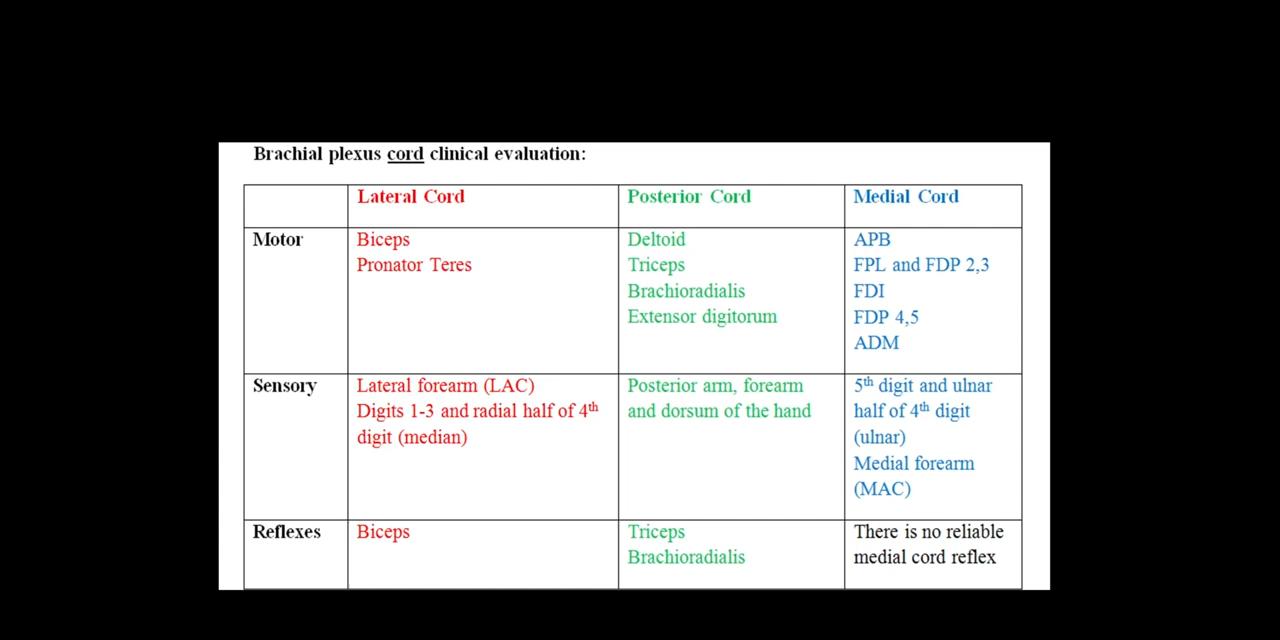 Brachial plexus cord clinical evaluation:
Lateral Cord
Posterior Cord
Medial Cord
Motor
Biceps
Pronator Teres
Deltoid
Triceps
Brachioradialis
Extensor digitorum
APB
FPL and FDP 2,3
FDI
FDP 4,5
ADM
Sensory
Lateral forearm (LAC)
Digits 1-3 and radial half of 4th
digit (median)
Posterior arm, forearm
and dorsum of the hand
5th digit and ulnar
half of 4th digit
(ulnar)
Medial forearm
(MAC)
Reflexes
Biceps
Triceps
Brachioradialis
There is no reliable
medial cord reflex